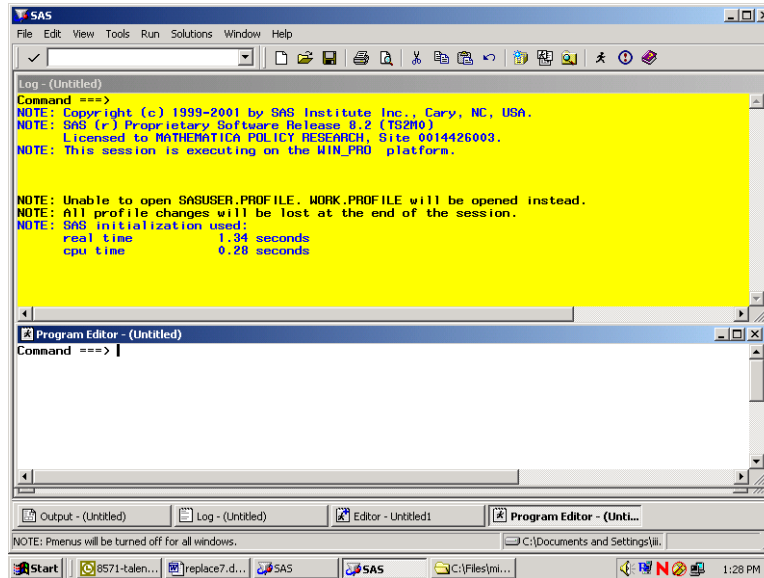 SAS
File Edit View Tools Run Solutions Window Help
Log - (Untitled)
Command ===>
NOTE: Copyright (c) 1999-2001 by SAS Institute Inc., Cary, NC, USA.
NOTE: SAS (r) Proprietary Software Release 8.2 (TS2M0)
Licensed to MATHEMATICA POLICY RESEARCH, Site 0014426003.
NOTE: This session is executing on the WIN_PRO platform.
NOTE: Unable to open SASUSER.PROFILE. WORK.PROFILE will be opened instead.
NOTE: All profile changes will be lost at the end of the session.
NOTE: SAS initialization used:
real time 1.34 seconds
cpu time 0.28 seconds
Program Editor - (Untitled)
Command ===>
Output - (Untitled) Log - (Untitled) Editor - Untitled1 Program Editor - (Unti...
NOTE: Pmenus will be turned off for all windows. C:\Documents and Settings\iii.
Start 8571-talen... replace7.d... SAS SAS C:\Files\mi... N 1:28 PM